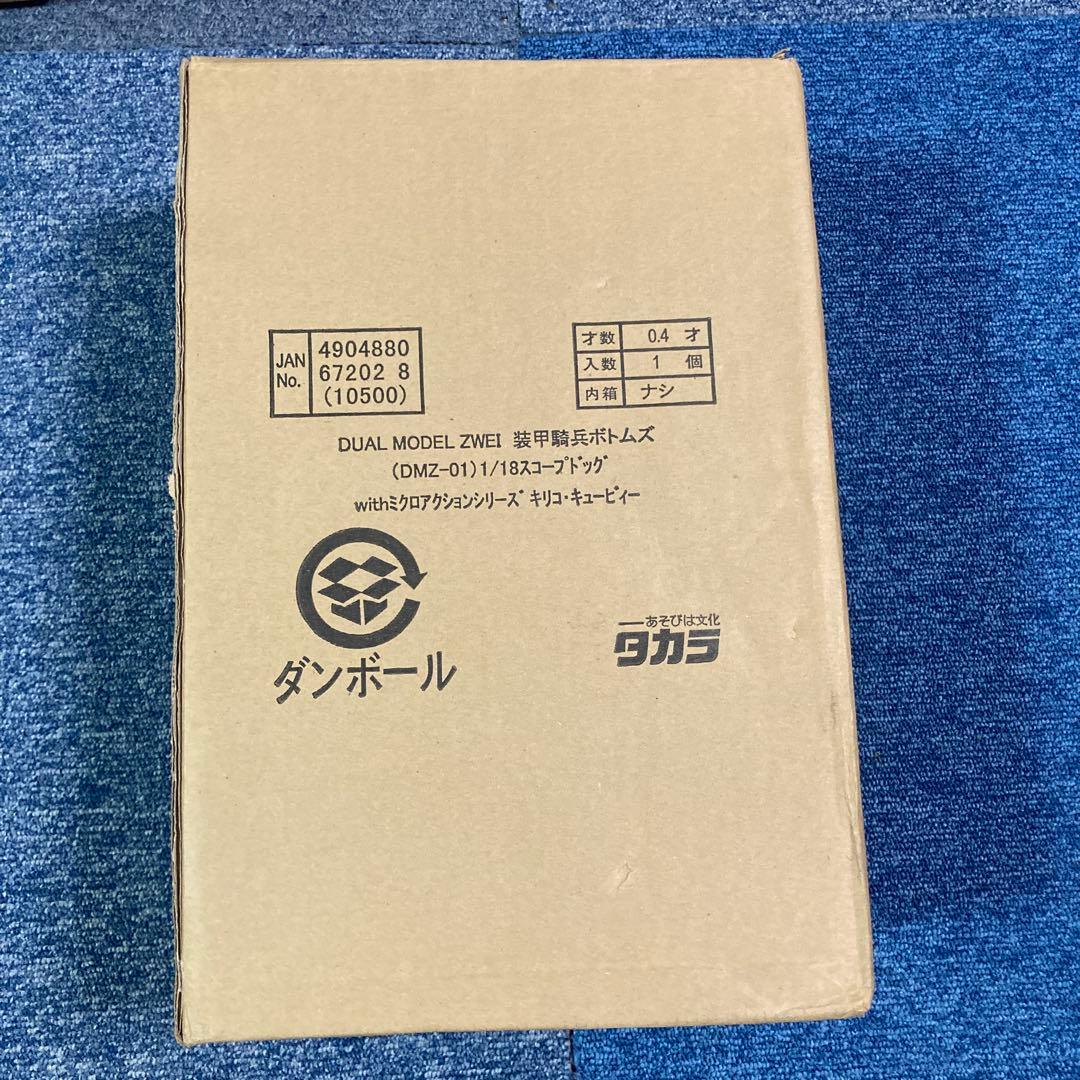 JAN No.
4904880
67202 8
(10500)
才数 0.4 才
入数 1 個
内箱 ナシ
DUAL MODEL ZWEI 装甲騎兵ボトムズ
(DMZ-01)1/18スコープドッグ
withミクロアクションシリーズ キリコ・キュービィー
ダンボール
あそびは文化
タカラ